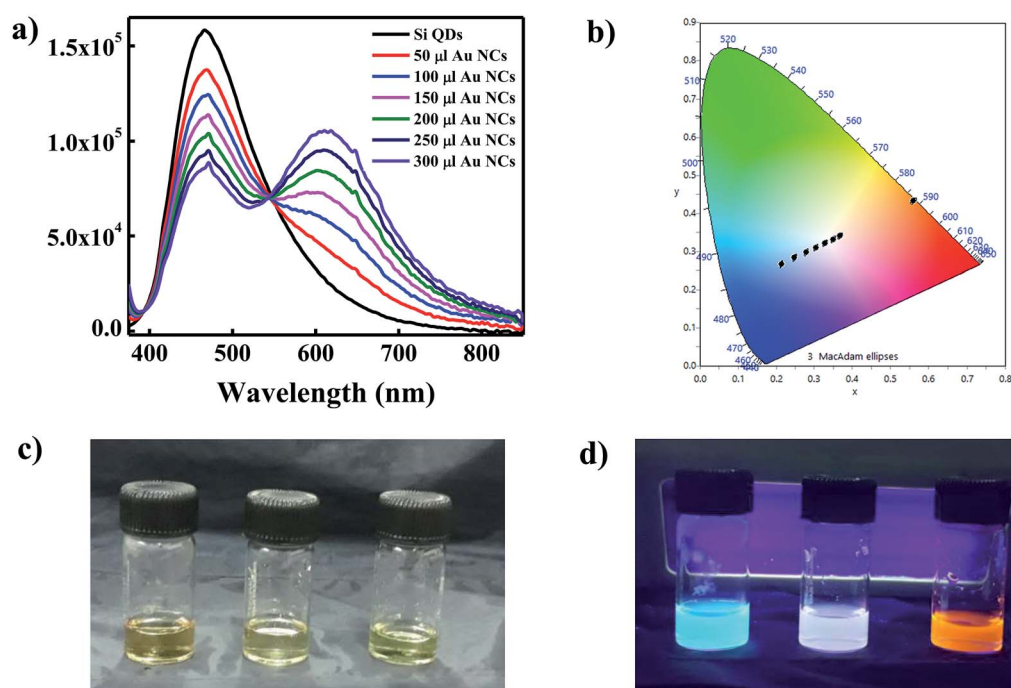 a)
1.5x10⁵
1.0x10⁵
5.0x10⁴
0.0
400 500 600 700 800
Wavelength (nm)
Si QDs
50 µl Au NCs
100 µl Au NCs
150 µl Au NCs
200 µl Au NCs
250 µl Au NCs
300 µl Au NCs
b)
0.9
0.8
0.7
0.6
0.5
0.4
0.3
0.2
0.1
0.0
y
520
530
540
550
560
570
580
590
600
610
620
630
650
510
500
490
480
470
460
3 MacAdam ellipses
0.0 0.1 0.2 0.3 0.4 0.5 0.6 0.7 0.8
x
c)
d)